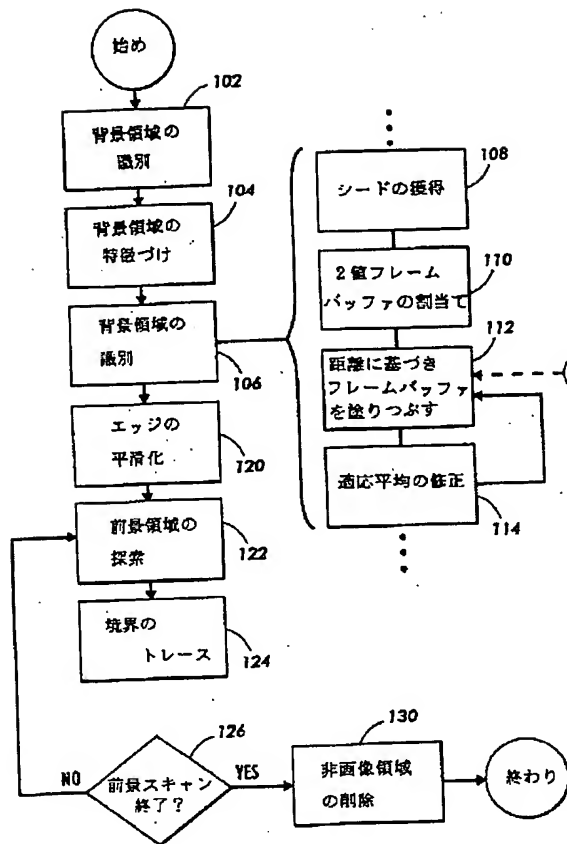 始め
102
背景領域の
識別
104
背景領域の
特徴づけ
背景領域の
識別
106
エッジの
平滑化
120
前景領域の
探索
122
境界の
トレース
124
126
前景スキャン
終了?
NO
YES
130
非画像領域
の削除
終わり
108
シードの獲得
110
2値フレーム
バッファの割当て
112
距離に基づき
フレームバッファ
を塗りつぶす
適応平均の修正
114